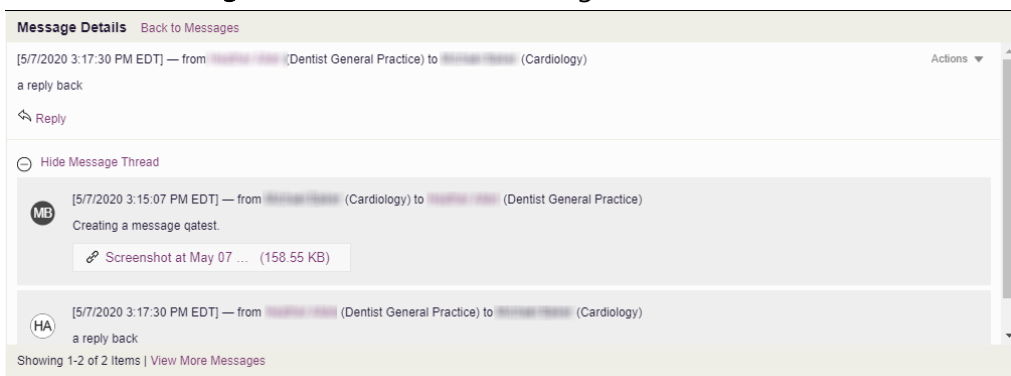 Message Details Back to Messages
[5/7/2020 3:17:30 PM EDT] — from (Dentist General Practice) to (Cardiology)
Actions
a reply back
Reply
Hide Message Thread
MB
[5/7/2020 3:15:07 PM EDT] — from (Cardiology) to (Dentist General Practice)
Creating a message qatest.
Screenshot at May 07 ... (158.55 KB)
HA
[5/7/2020 3:17:30 PM EDT] — from (Dentist General Practice) to (Cardiology)
a reply back
Showing 1-2 of 2 Items | View More Messages